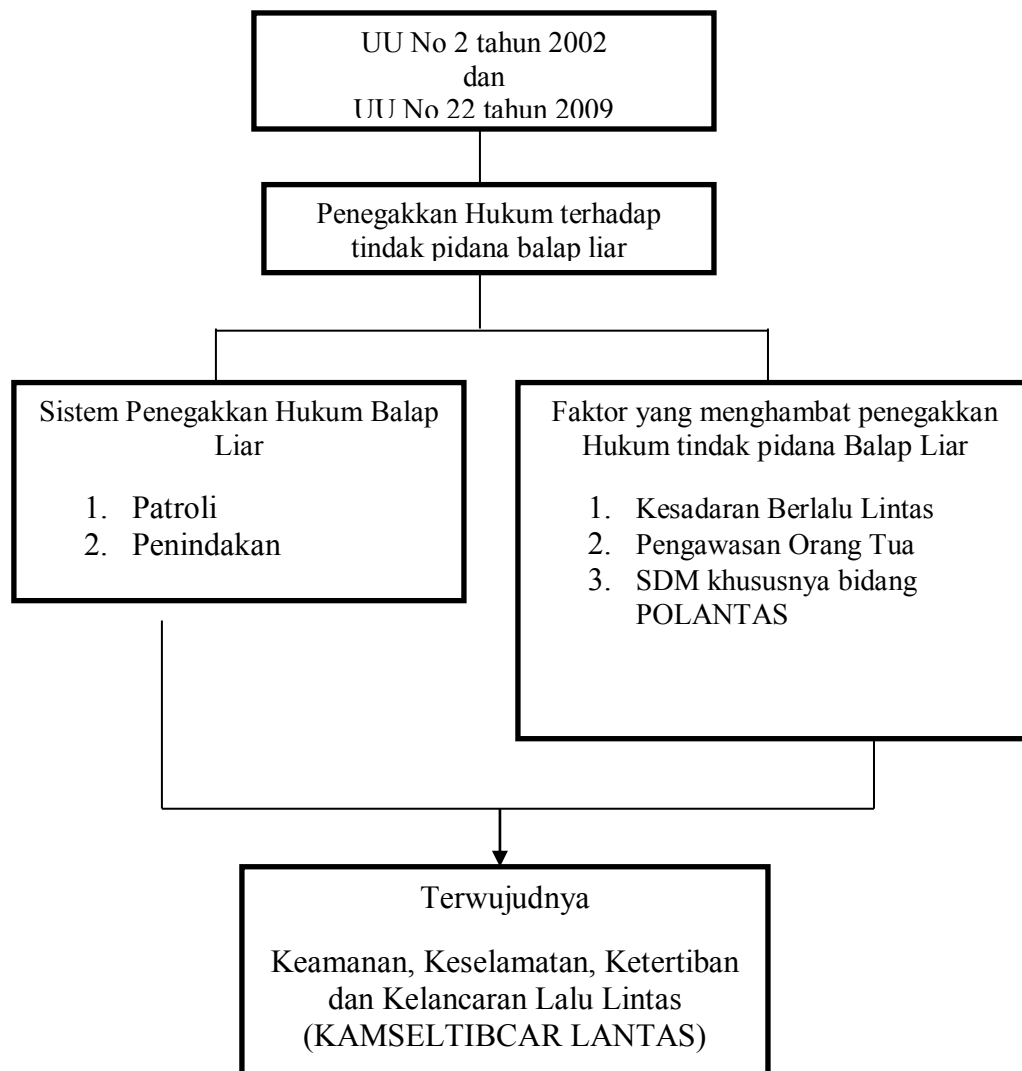 UU No 2 tahun 2002
dan
UU No 22 tahun 2009
Penegakkan Hukum terhadap
tindak pidana balap liar
Sistem Penegakkan Hukum Balap
Liar
1. Patroli
2. Penindakan
Faktor yang menghambat penegakkan
Hukum tindak pidana Balap Liar
1. Kesadaran Berlalu Lintas
2. Pengawasan Orang Tua
3. SDM khususnya bidang
POLANTAS
Terwujudnya
Keamanan, Keselamatan, Ketertiban
dan Kelancaran Lalu Lintas
(KAMSELTIBCAR LANTAS)